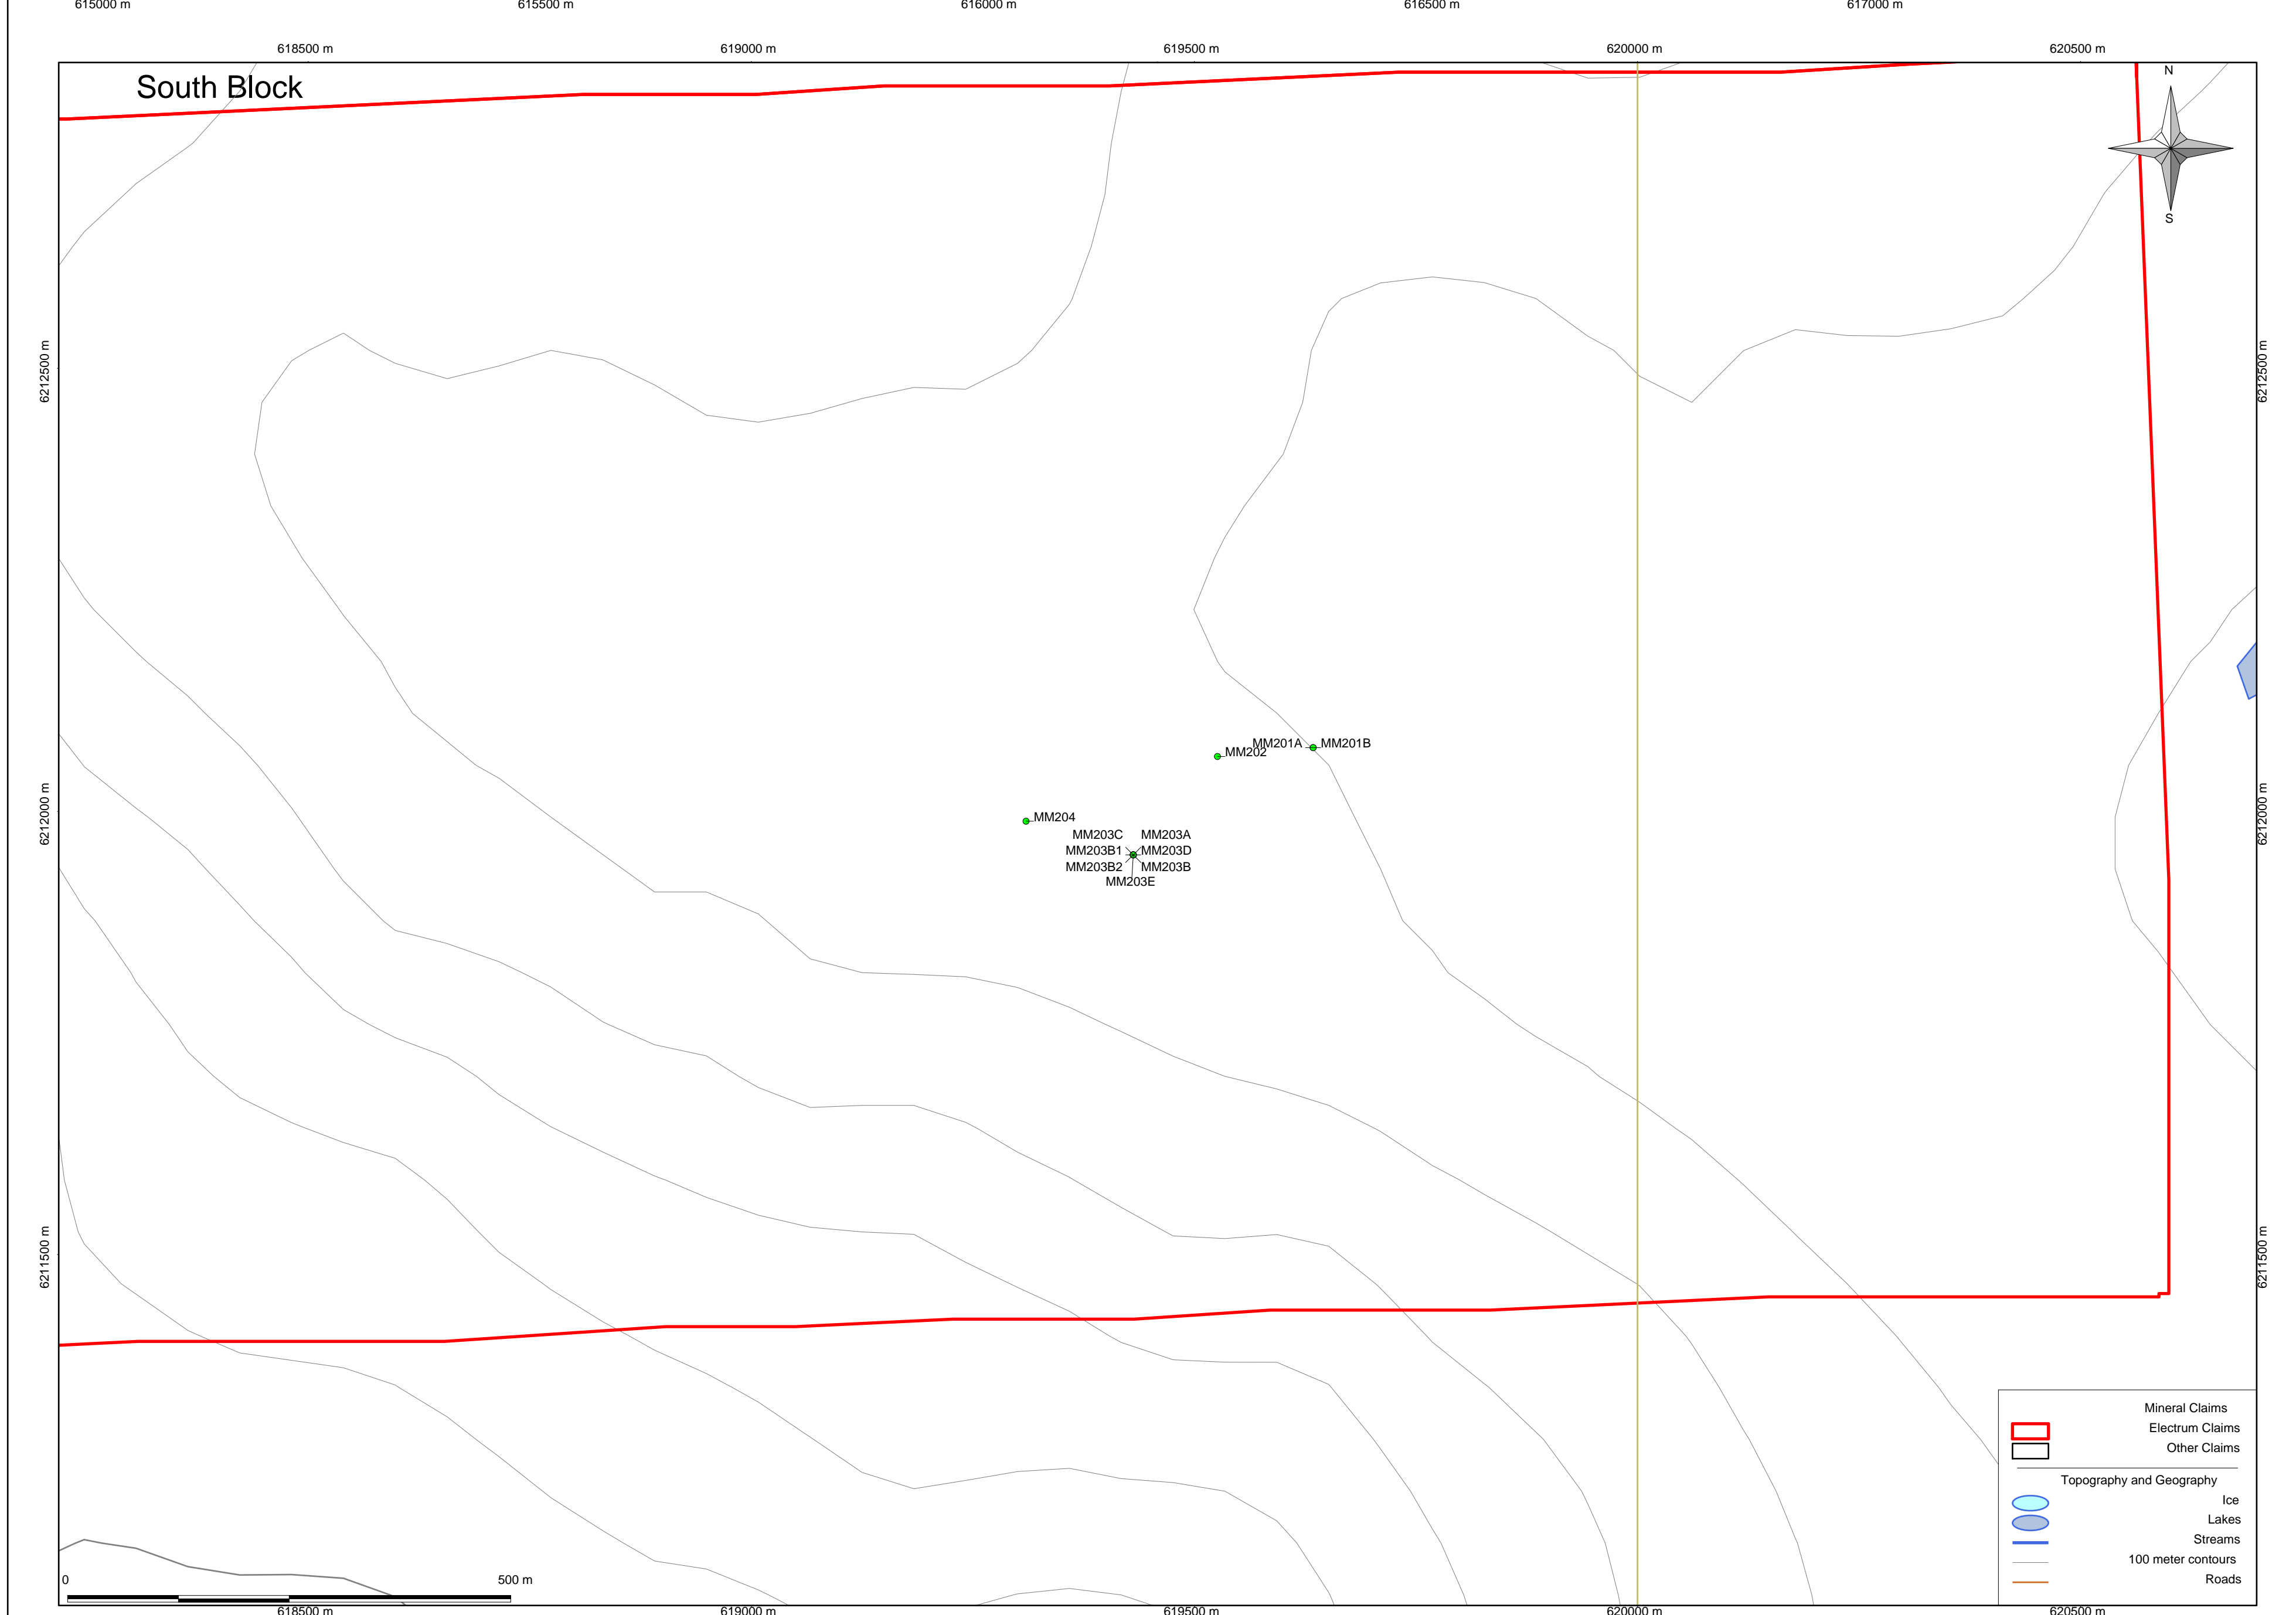 615000 m 615500 m 616000 m 616500 m 617000 m
618500 m 619000 m 619500 m 620000 m 620500 m
South Block
N
S
6212500 m 6212500 m
MM201A MM201B
MM202
6212000 m 6212000 m
MM204
MM203C MM203A
MM203B1 MM203D
MM203B2 MM203B
MM203E
6211500 m 6211500 m
Mineral Claims
Electrum Claims
Other Claims
Topography and Geography
Ice
Lakes
Streams
100 meter contours
Roads
0 500 m
618500 m 619000 m 619500 m 620000 m 620500 m